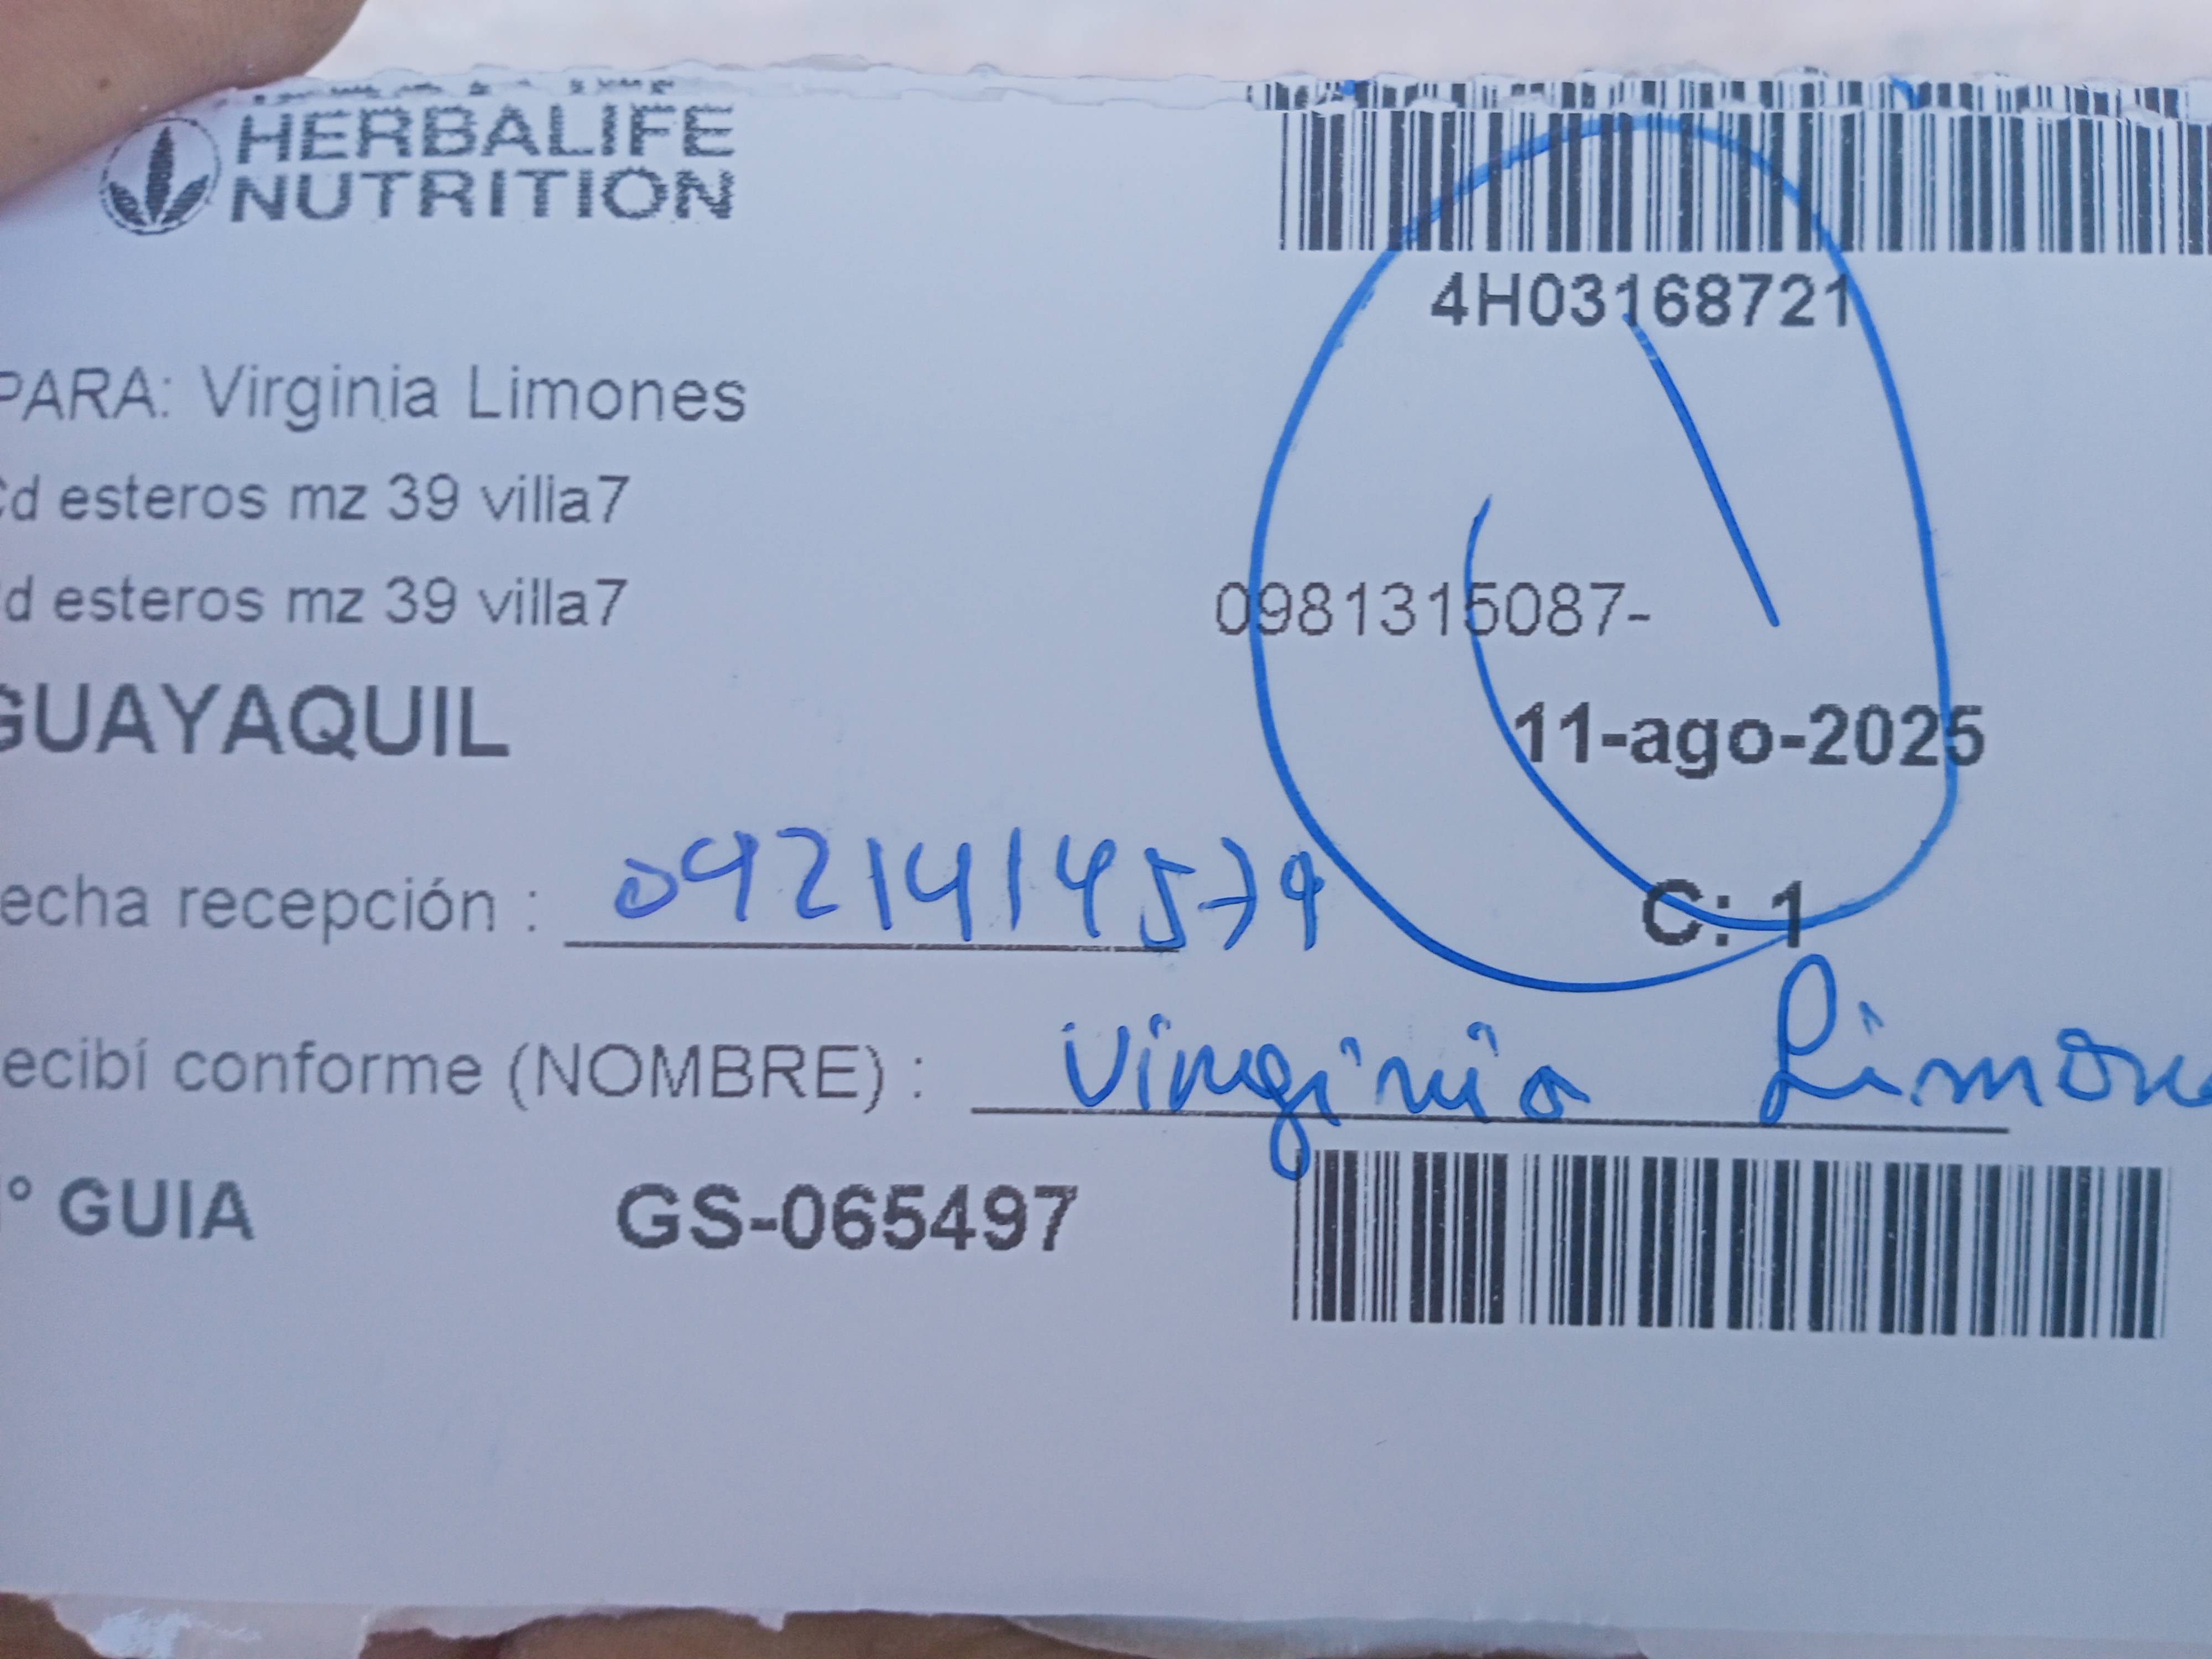 HERBALIFE
NUTRITION
4H03168721
PARA: Virginia Limones
Cd esteros mz 39 villa7
d esteros mz 39 villa7
0981315087-
GUAYAQUIL
11-ago-2025
echa recepción : 0921414579
C: 1
ecibí conforme (NOMBRE) : Virginia Limone
° GUIA GS-065497